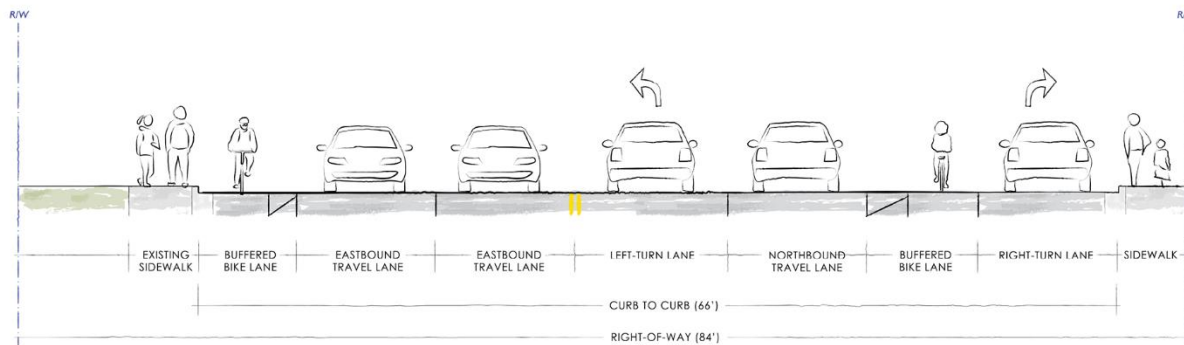 R/W
R/
EXISTING
SIDEWALK
BUFFERED
BIKE LANE
EASTBOUND
TRAVEL LANE
EASTBOUND
TRAVEL LANE
LEFT-TURN LANE
NORTHBOUND
TRAVEL LANE
BUFFERED
BIKE LANE
RIGHT-TURN LANE
SIDEWALK
CURB TO CURB (66')
RIGHT-OF-WAY (84')